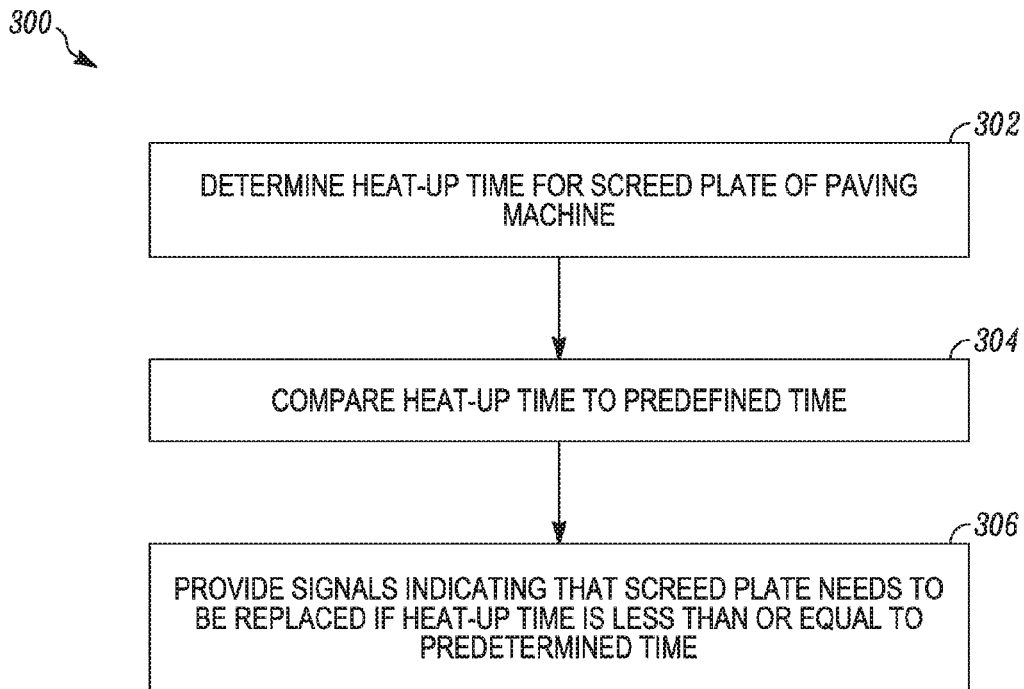 300
302
DETERMINE HEAT-UP TIME FOR SCREED PLATE OF PAVING
MACHINE
304
COMPARE HEAT-UP TIME TO PREDEFINED TIME
306
PROVIDE SIGNALS INDICATING THAT SCREED PLATE NEEDS TO
BE REPLACED IF HEAT-UP TIME IS LESS THAN OR EQUAL TO
PREDETERMINED TIME